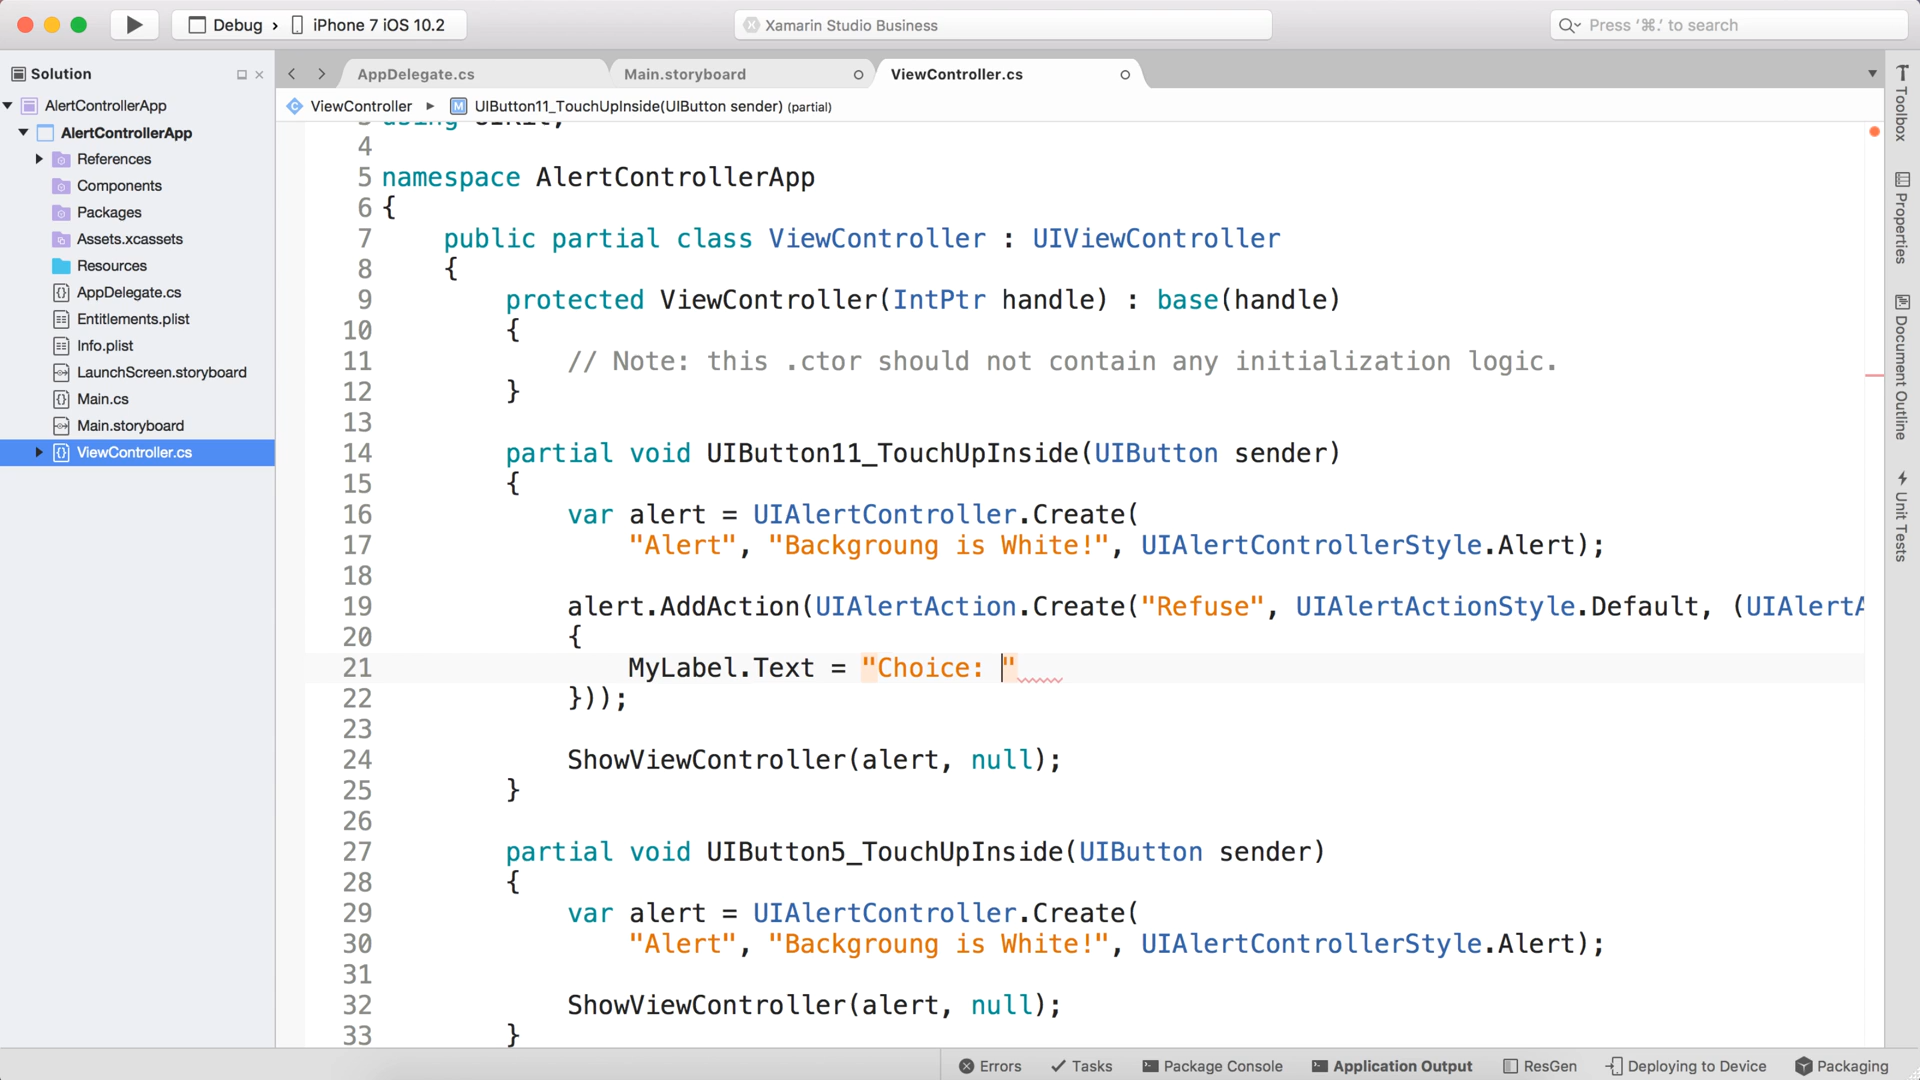 Debug › iPhone 7 iOS 10.2
Xamarin Studio Business
Press ‘⌘.’ to search
Solution
AppDelegate.cs
Main.storyboard
ViewController.cs
ViewController ▸ UIButton11_TouchUpInside(UIButton sender) (partial)
AlertControllerApp
AlertControllerApp
References
Components
Packages
Assets.xcassets
Resources
AppDelegate.cs
Entitlements.plist
Info.plist
LaunchScreen.storyboard
Main.cs
Main.storyboard
ViewController.cs
3 using UIKit;
4
5 namespace AlertControllerApp
6 {
7 public partial class ViewController : UIViewController
8 {
9 protected ViewController(IntPtr handle) : base(handle)
10 {
11 // Note: this .ctor should not contain any initialization logic.
12 }
13
14 partial void UIButton11_TouchUpInside(UIButton sender)
15 {
16 var alert = UIAlertController.Create(
17 "Alert", "Backgroung is White!", UIAlertControllerStyle.Alert);
18
19 alert.AddAction(UIAlertAction.Create("Refuse", UIAlertActionStyle.Default, (UIAlertA
20 {
21 MyLabel.Text = "Choice: "
22 }));
23
24 ShowViewController(alert, null);
25 }
26
27 partial void UIButton5_TouchUpInside(UIButton sender)
28 {
29 var alert = UIAlertController.Create(
30 "Alert", "Backgroung is White!", UIAlertControllerStyle.Alert);
31
32 ShowViewController(alert, null);
33 }
Toolbox
Properties
Document Outline
Unit Tests
Errors
Tasks
Package Console
Application Output
ResGen
Deploying to Device
Packaging